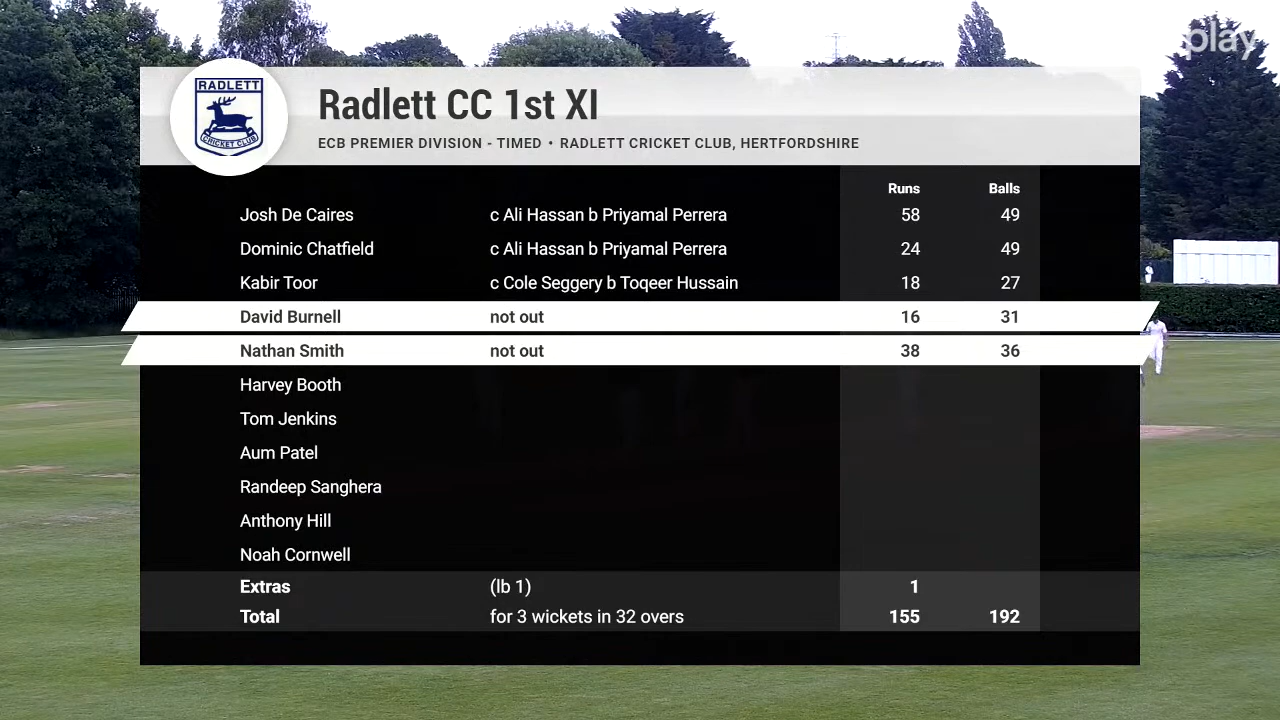 play
RADLETT
CRICKET CLUB
Radlett CC 1st XI
ECB PREMIER DIVISION - TIMED • RADLETT CRICKET CLUB, HERTFORDSHIRE
Runs Balls
Josh De Caires c Ali Hassan b Priyamal Perrera 58 49
Dominic Chatfield c Ali Hassan b Priyamal Perrera 24 49
Kabir Toor c Cole Seggery b Toqeer Hussain 18 27
David Burnell not out 16 31
Nathan Smith not out 38 36
Harvey Booth
Tom Jenkins
Aum Patel
Randeep Sanghera
Anthony Hill
Noah Cornwell
Extras (lb 1) 1
Total for 3 wickets in 32 overs 155 192